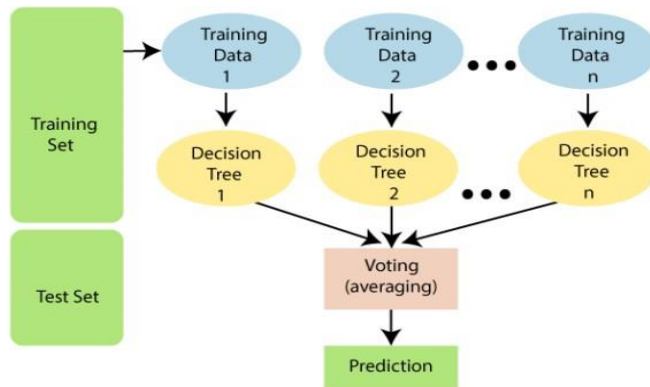 Training
Set
Training
Data
1
Training
Data
2
Training
Data
n
Decision
Tree
1
Decision
Tree
2
Decision
Tree
n
Test Set
Voting
(averaging)
Prediction